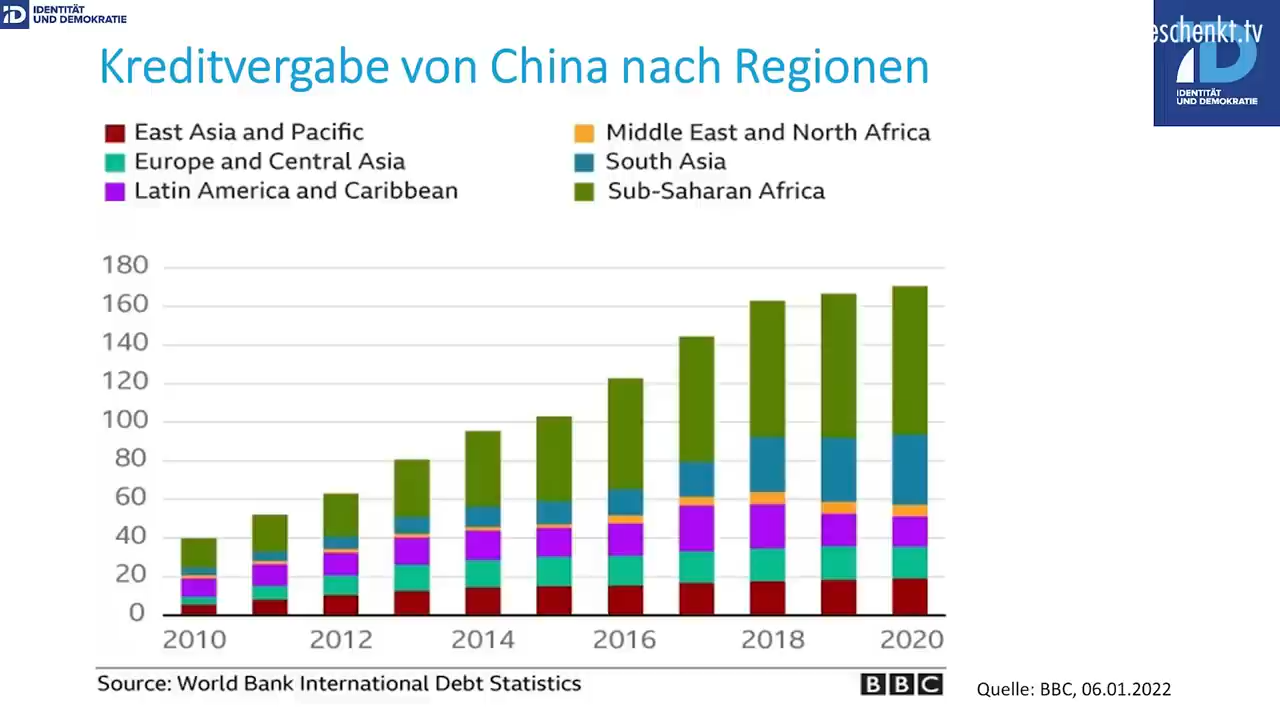 iD IDENTITÄT
UND DEMOKRATIE
eschenkt.tv
iD
IDENTITÄT
UND DEMOKRATIE
Kreditvergabe von China nach Regionen
East Asia and Pacific
Middle East and North Africa
Europe and Central Asia
South Asia
Latin America and Caribbean
Sub-Saharan Africa
180
160
140
120
100
80
60
40
20
0
2010 2012 2014 2016 2018 2020
Source: World Bank International Debt Statistics
BBC
Quelle: BBC, 06.01.2022